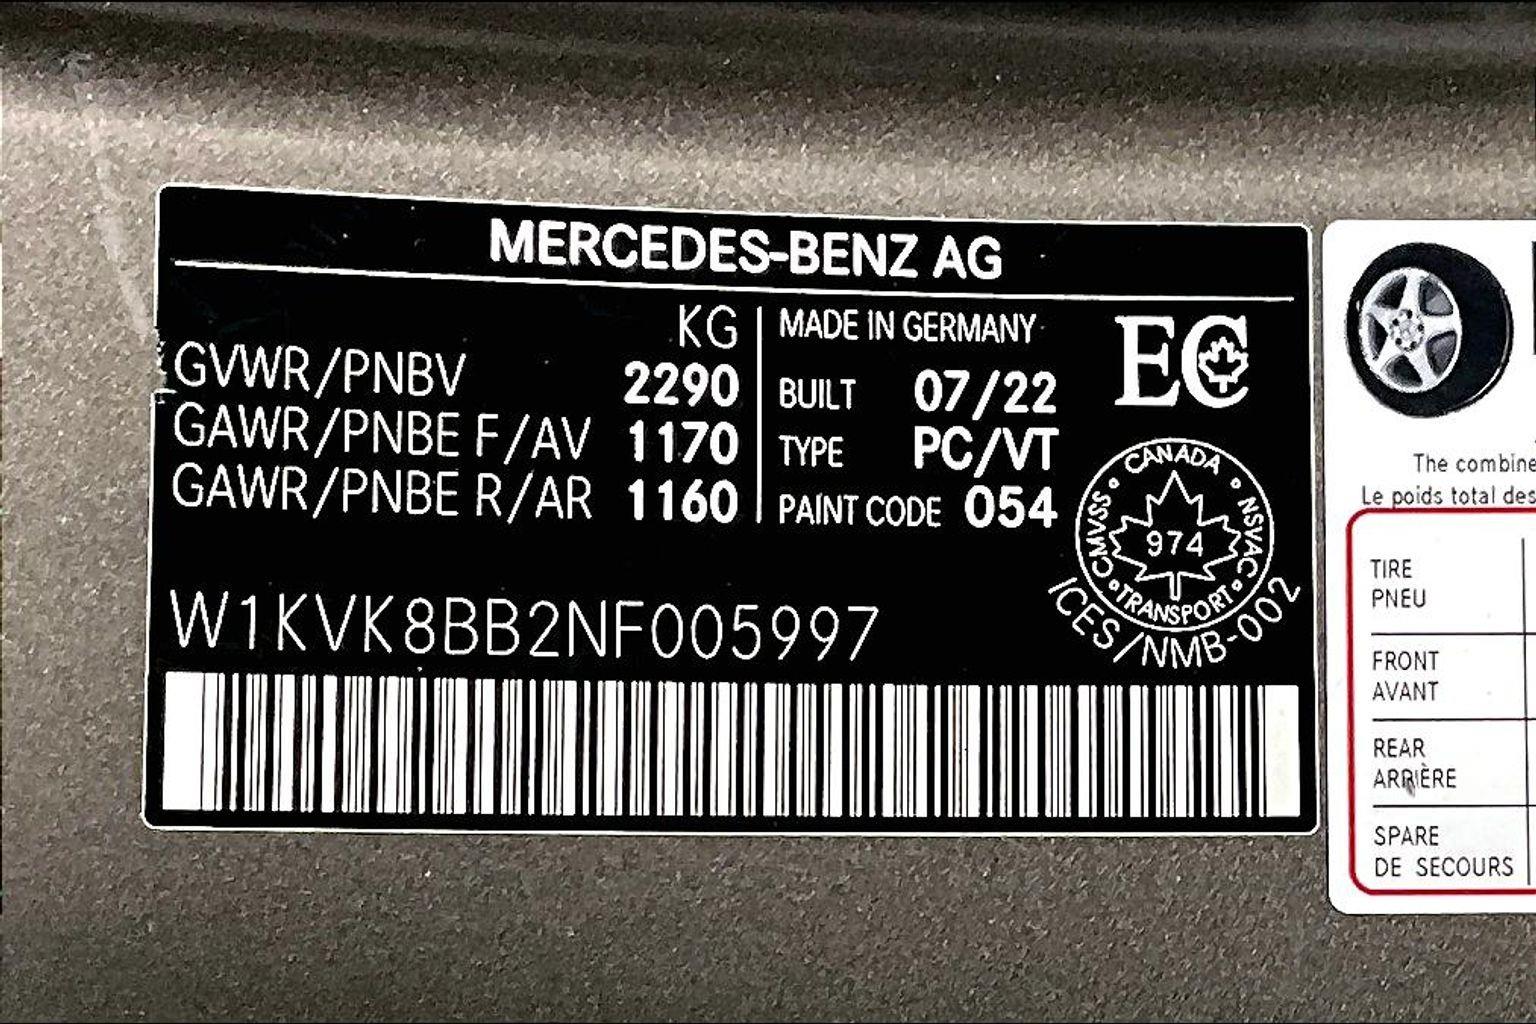 MERCEDES-BENZ AG
KG
GVWR/PNBV 2290
GAWR/PNBE F/AV 1170
GAWR/PNBE R/AR 1160
MADE IN GERMANY
BUILT 07/22
TYPE PC/VT
PAINT CODE 054
EC
CANADA
CMVSS
NSVAC
974
TRANSPORT
ICES/NMB-002
W1KVK8BB2NF005997
The combine
Le poids total des
TIRE
PNEU
FRONT
AVANT
REAR
ARRIÈRE
SPARE
DE SECOURS